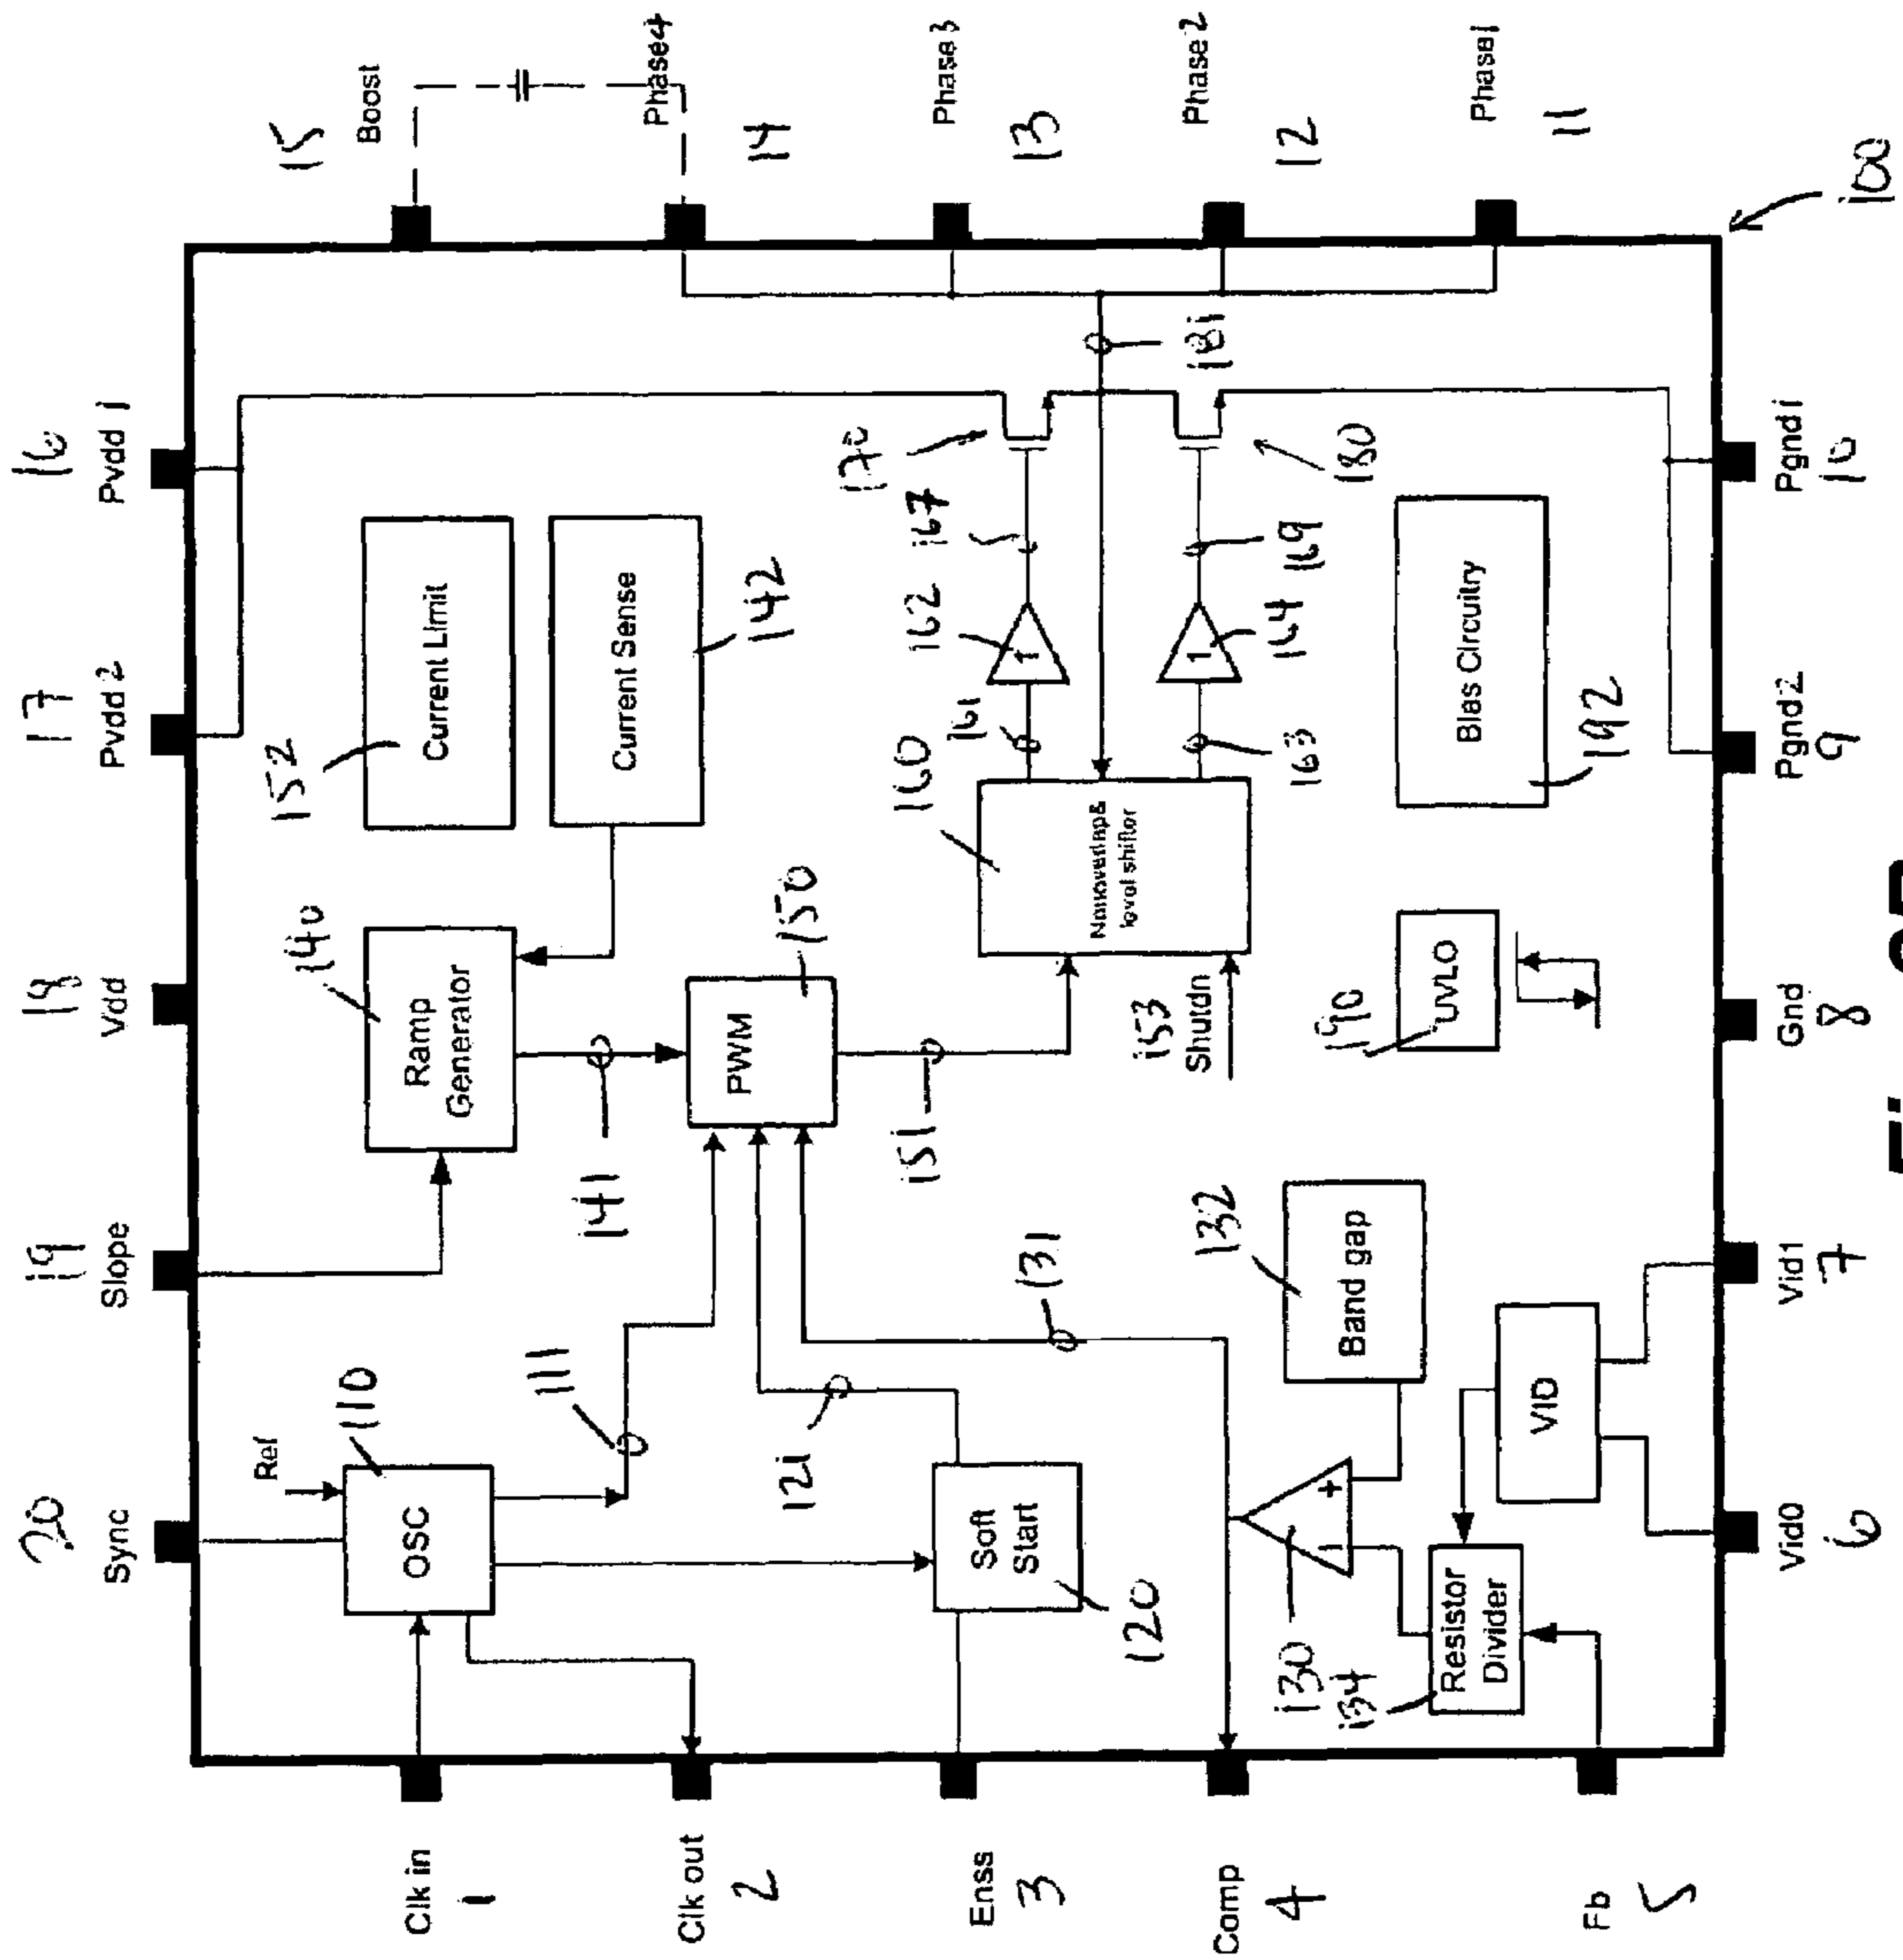 20
Sync
19
Slope
18
Vdd
17
Pvdd 2
16
Pvdd 1
15
Boost
Phase4
14
Phase3
13
Phase2
12
Phase1
11
100
Clk in
1
Clk out
2
Enss
3
Comp
4
Fb
5
Vid0
6
Vid1
7
Gnd
8
Pgnd2
9
Pgnd1
10
Ref
110
OSC
111
140
Ramp
Generator
152
Current Limit
Current Sense
142
141
PWM
150
121
131
151
Soft
Start
120
160
level shifter
161
162
1
167
170
163
164
1
169
180
181
153
Shutdn
130
+
132
Band gap
134
Resistor
Divider
VID
190
UVLO
Bias Circuitry
192